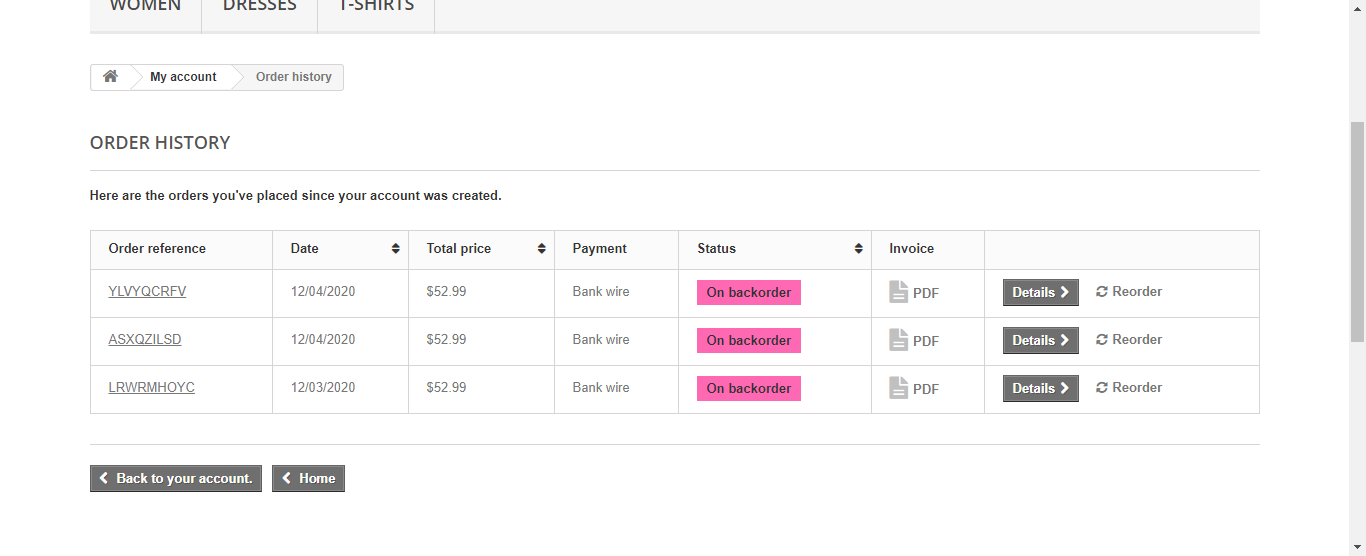 WOMEN DRESSES T-SHIRTS
My account Order history
ORDER HISTORY
Here are the orders you've placed since your account was created.
Order reference Date Total price Payment Status Invoice
YLVYQCRFV 12/04/2020 $52.99 Bank wire On backorder PDF Details Reorder
ASXQZILSD 12/04/2020 $52.99 Bank wire On backorder PDF Details Reorder
LRWRMHOYC 12/03/2020 $52.99 Bank wire On backorder PDF Details Reorder
Back to your account. Home